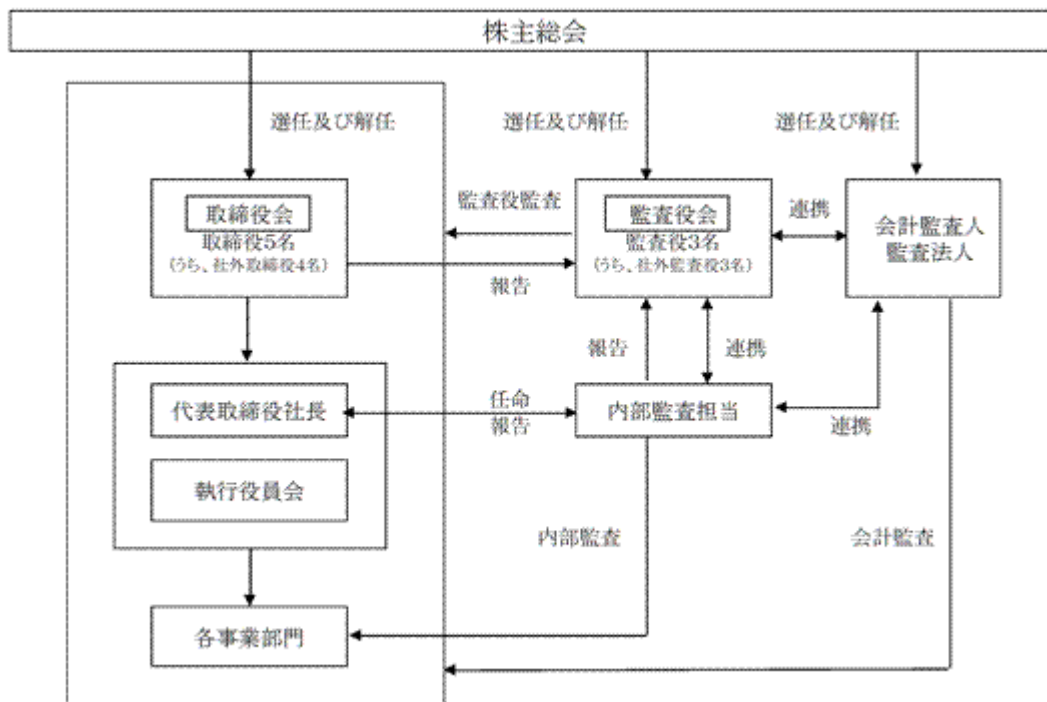 株主総会
選任及び解任
選任及び解任
選任及び解任
取締役会
取締役5名
(うち、社外取締役4名)
監査役監査
報告
監査役会
監査役3名
(うち、社外監査役3名)
連携
会計監査人
監査法人
報告
連携
代表取締役社長
任命
報告
内部監査担当
連携
執行役員会
内部監査
会計監査
各事業部門